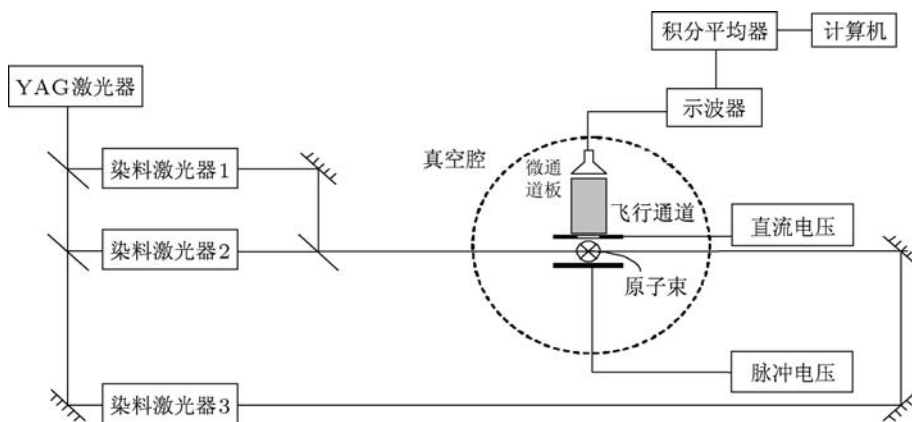 积分平均器
计算机
YAG激光器
示波器
染料激光器1
真空腔
微通
道板
飞行通道
直流电压
染料激光器2
原子束
脉冲电压
染料激光器3